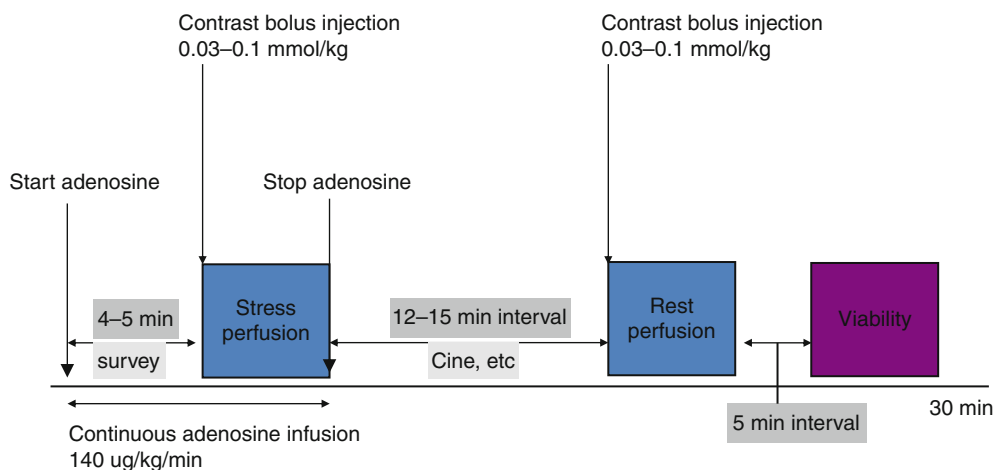 Contrast bolus injection
0.03–0.1 mmol/kg
Contrast bolus injection
0.03–0.1 mmol/kg
Start adenosine
Stop adenosine
4–5 min
survey
Stress
perfusion
12–15 min interval
Cine, etc
Rest
perfusion
Viability
30 min
5 min interval
Continuous adenosine infusion
140 ug/kg/min